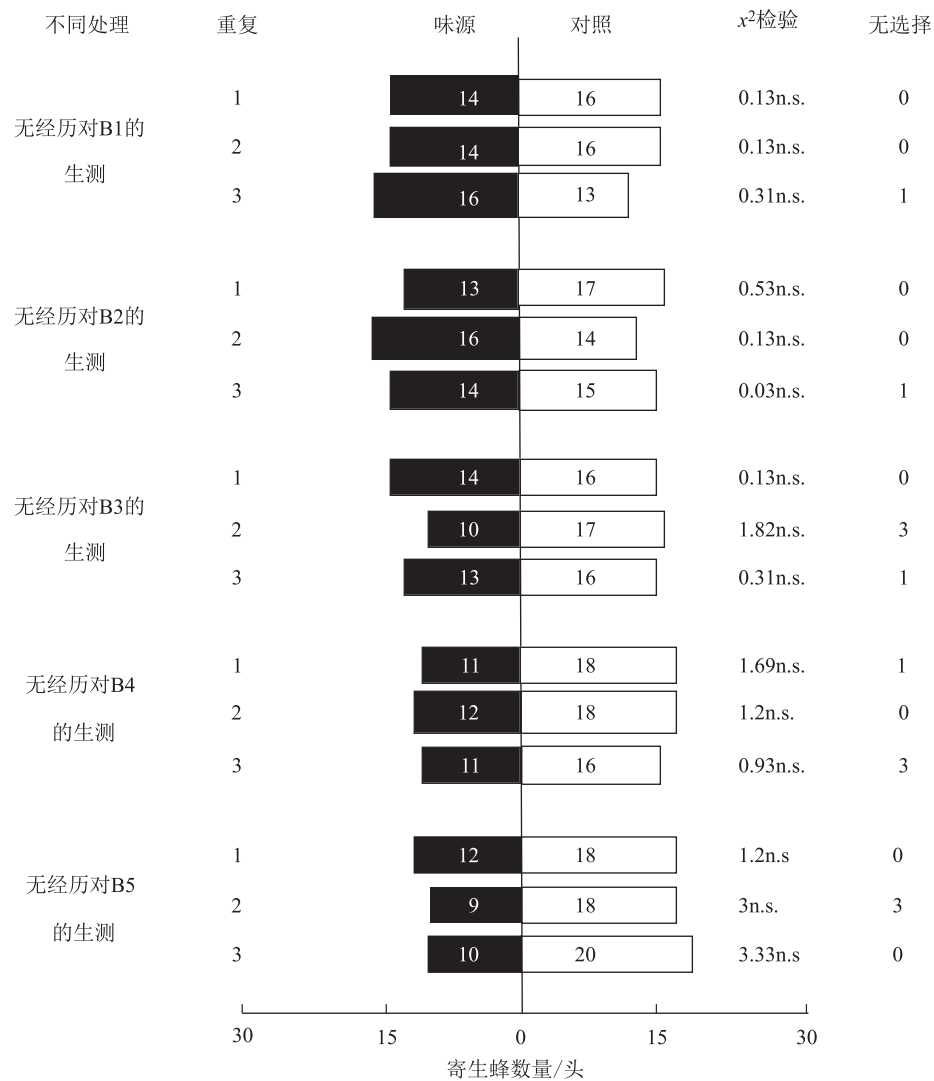 不同处理 重复 味源 对照 x²检验 无选择
1 14 16 0.13n.s. 0
无经历对B1的
2 14 16 0.13n.s. 0
生测
3 16 13 0.31n.s. 1
1 13 17 0.53n.s. 0
无经历对B2的
2 16 14 0.13n.s. 0
生测
3 14 15 0.03n.s. 1
1 14 16 0.13n.s. 0
无经历对B3的
2 10 17 1.82n.s. 3
生测
3 13 16 0.31n.s. 1
1 11 18 1.69n.s. 1
无经历对B4
2 12 18 1.2n.s. 0
的生测
3 11 16 0.93n.s. 3
1 12 18 1.2n.s 0
无经历对B5
2 9 18 3n.s. 3
的生测
3 10 20 3.33n.s 0
30 15 0 15 30
寄生蜂数量/头